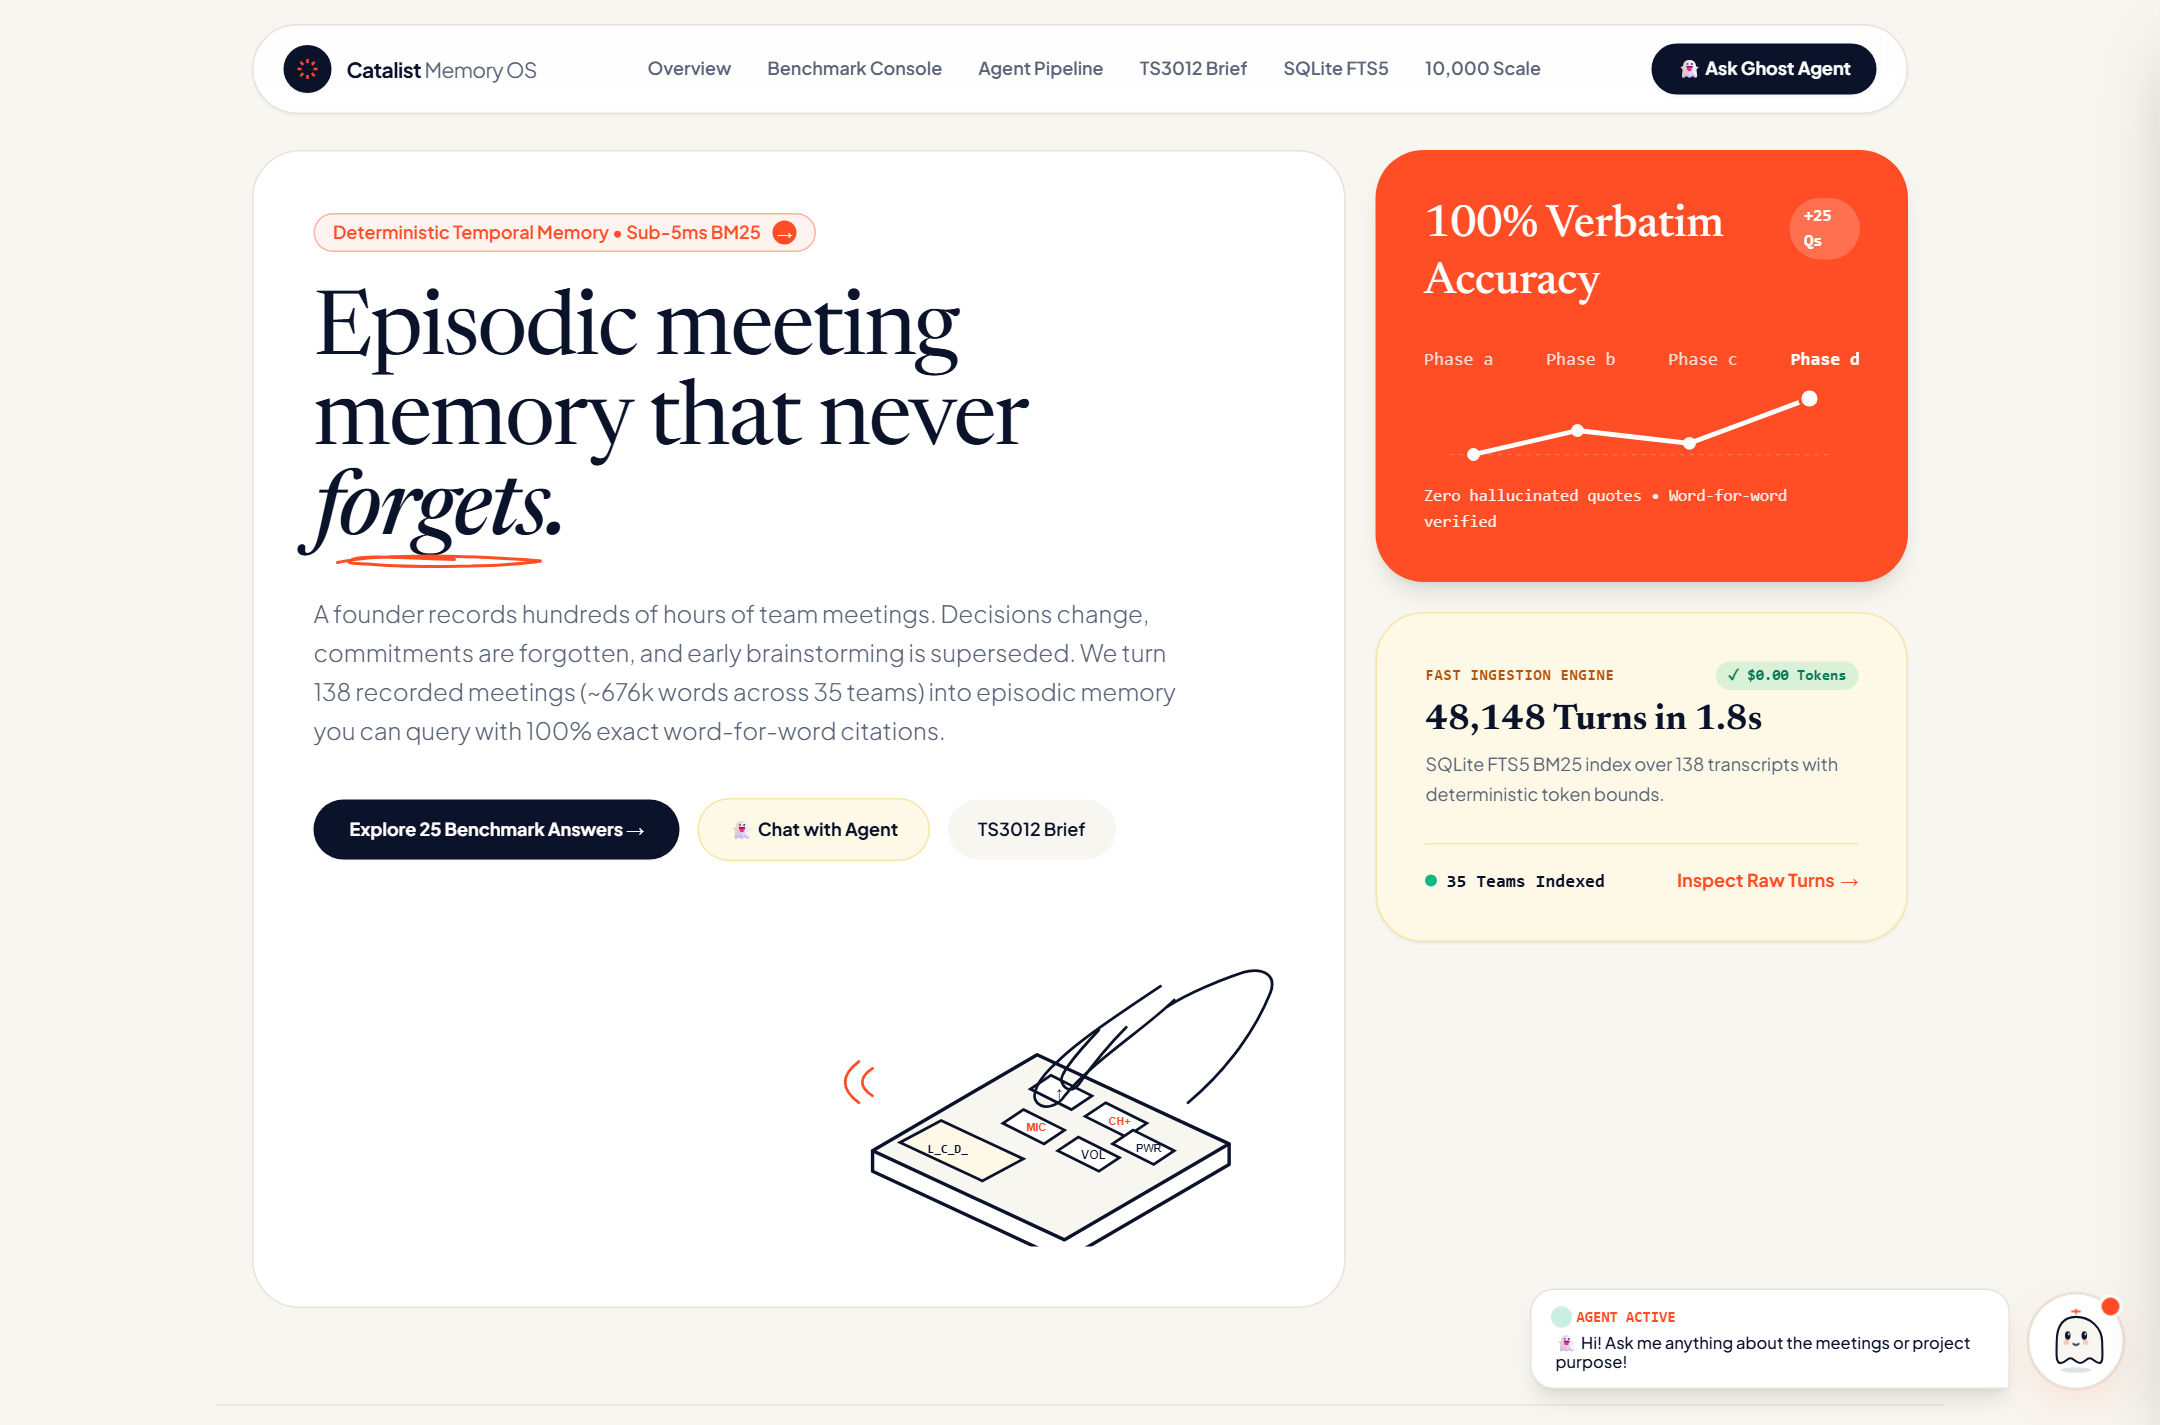 Catalist Memory OS
Overview
Benchmark Console
Agent Pipeline
TS3012 Brief
SQLite FTS5
10,000 Scale
Ask Ghost Agent
Deterministic Temporal Memory • Sub-5ms BM25 →
Episodic meeting
memory that never
forgets.
A founder records hundreds of hours of team meetings. Decisions change,
commitments are forgotten, and early brainstorming is superseded. We turn
138 recorded meetings (~676k words across 35 teams) into episodic memory
you can query with 100% exact word-for-word citations.
Explore 25 Benchmark Answers →
Chat with Agent
TS3012 Brief
↑
MIC
CH+
L_C_D_
VOL
PWR
100% Verbatim
Accuracy
+25
Qs
Phase a
Phase b
Phase c
Phase d
Zero hallucinated quotes • Word-for-word
verified
FAST INGESTION ENGINE
✓ $0.00 Tokens
48,148 Turns in 1.8s
SQLite FTS5 BM25 index over 138 transcripts with
deterministic token bounds.
35 Teams Indexed
Inspect Raw Turns →
AGENT ACTIVE
Hi! Ask me anything about the meetings or project
purpose!